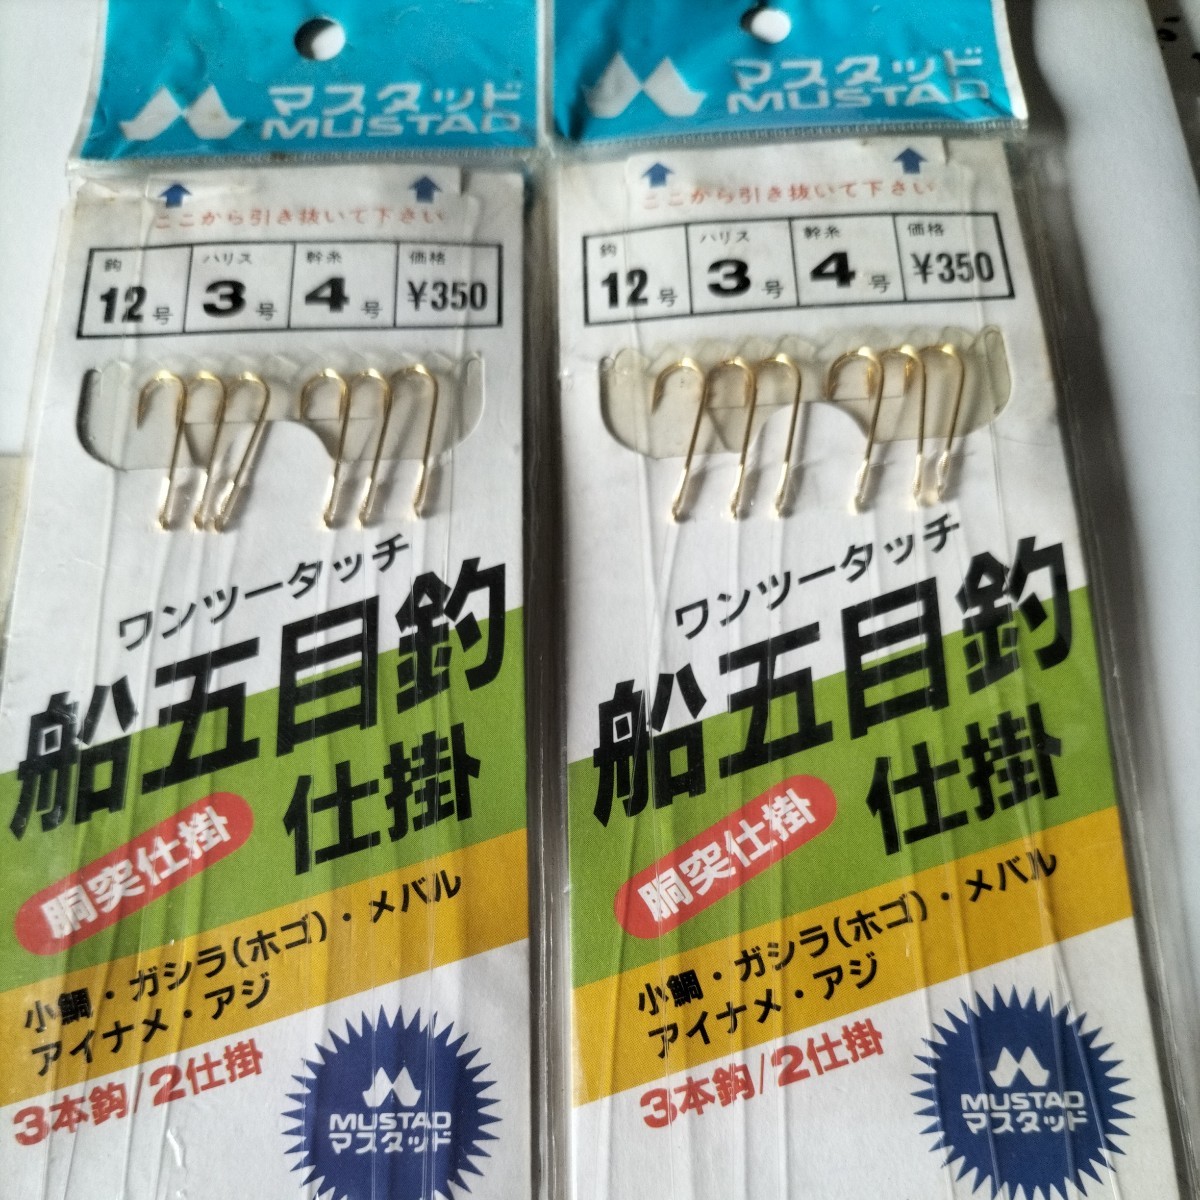 マスタッド
MUSTAD
ここから引き抜いて下さい
鈎 ハリス 幹糸 価格
12号 3号 4号 ¥350
ワンツータッチ
船五目釣
仕掛
胴突仕掛
小鯛・ガシラ(ホゴ)・メバル
アイナメ・アジ
3本鈎/2仕掛
MUSTAD
マスタッド
マスタッド
MUSTAD
ここから引き抜いて下さい
鈎 ハリス 幹糸 価格
12号 3号 4号 ¥350
ワンツータッチ
船五目釣
仕掛
胴突仕掛
小鯛・ガシラ(ホゴ)・メバル
アイナメ・アジ
3本鈎/2仕掛
MUSTAD
マスタッド